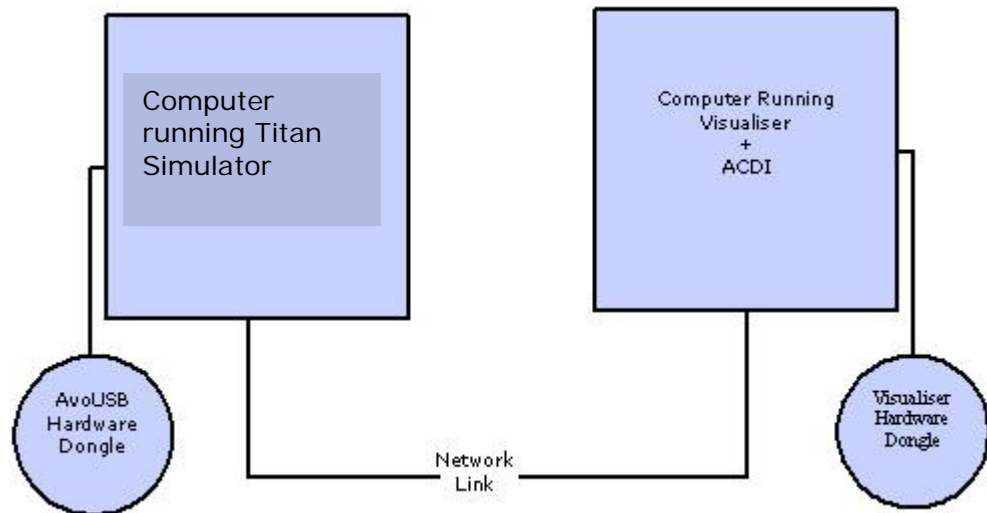 Computer
running Titan
Simulator
Computer Running
Visualiser
+
ACDI
AvoUSB
Hardware
Dongle
Visualiser
Hardware
Dongle
Network
Link